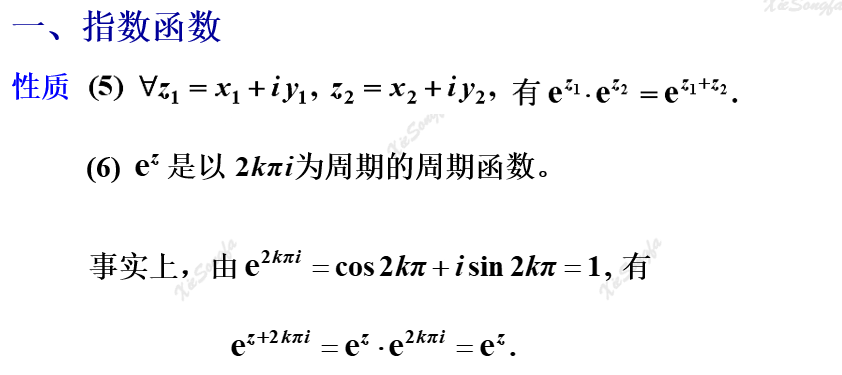 一、指数函数
性质 (5) ∀z₁ = x₁ + i y₁, z₂ = x₂ + i y₂, 有 e^{z₁} · e^{z₂} = e^{z₁+z₂}.
(6) e^z 是以 2kπi为周期的周期函数。
事实上，由 e^{2kπi} = cos 2kπ + i sin 2kπ = 1, 有
e^{z+2kπi} = e^z · e^{2kπi} = e^z.